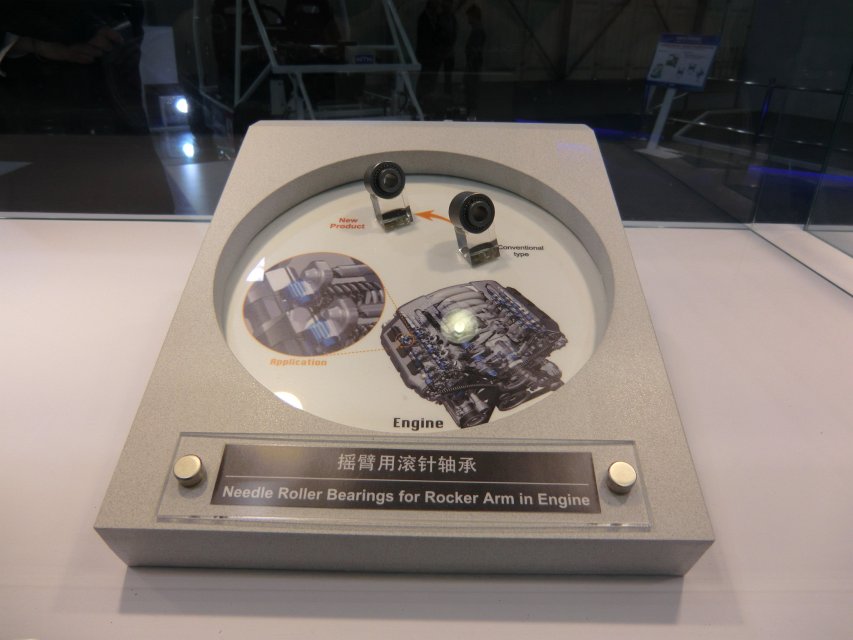 New
Product
Conventional
type
Application
Engine
摇臂用滚针轴承
Needle Roller Bearings for Rocker Arm in Engine